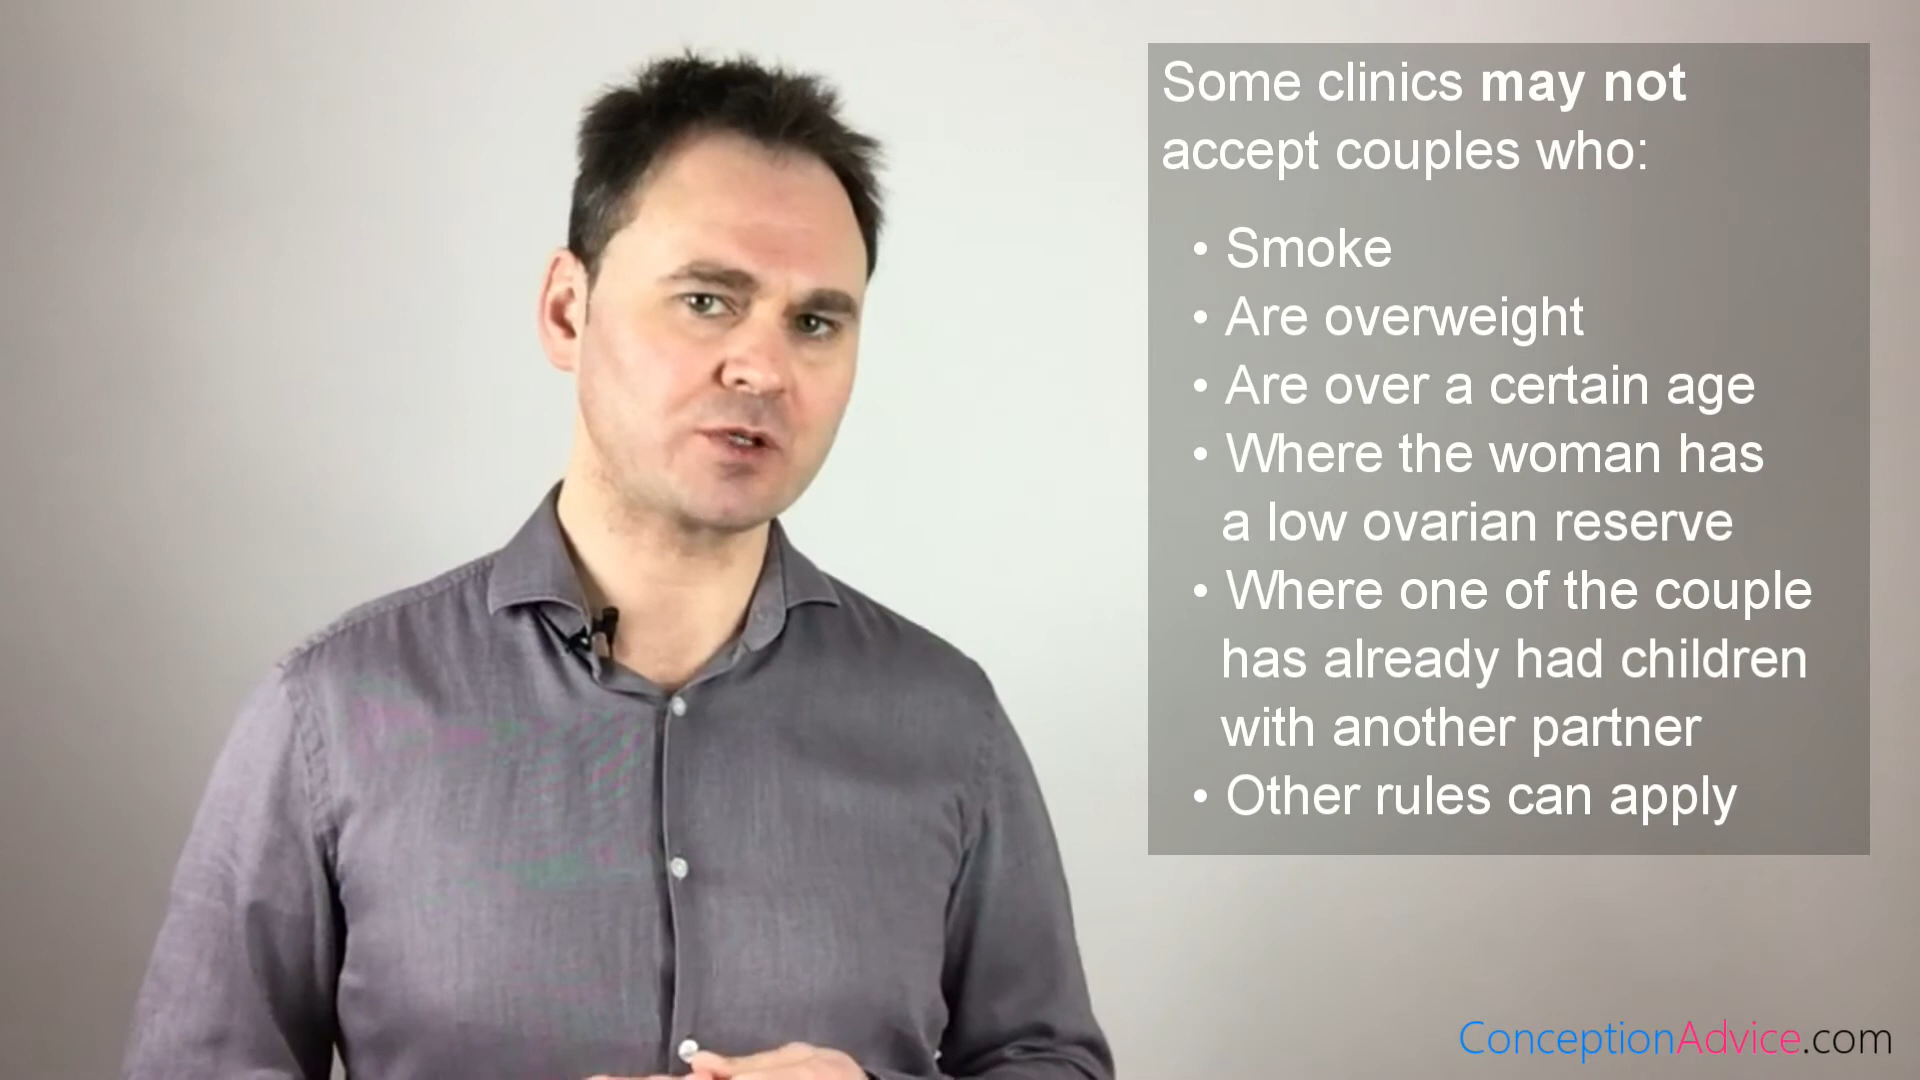 Some clinics may not
accept couples who:
• Smoke
• Are overweight
• Are over a certain age
• Where the woman has
a low ovarian reserve
• Where one of the couple
has already had children
with another partner
• Other rules can apply
ConceptionAdvice.com